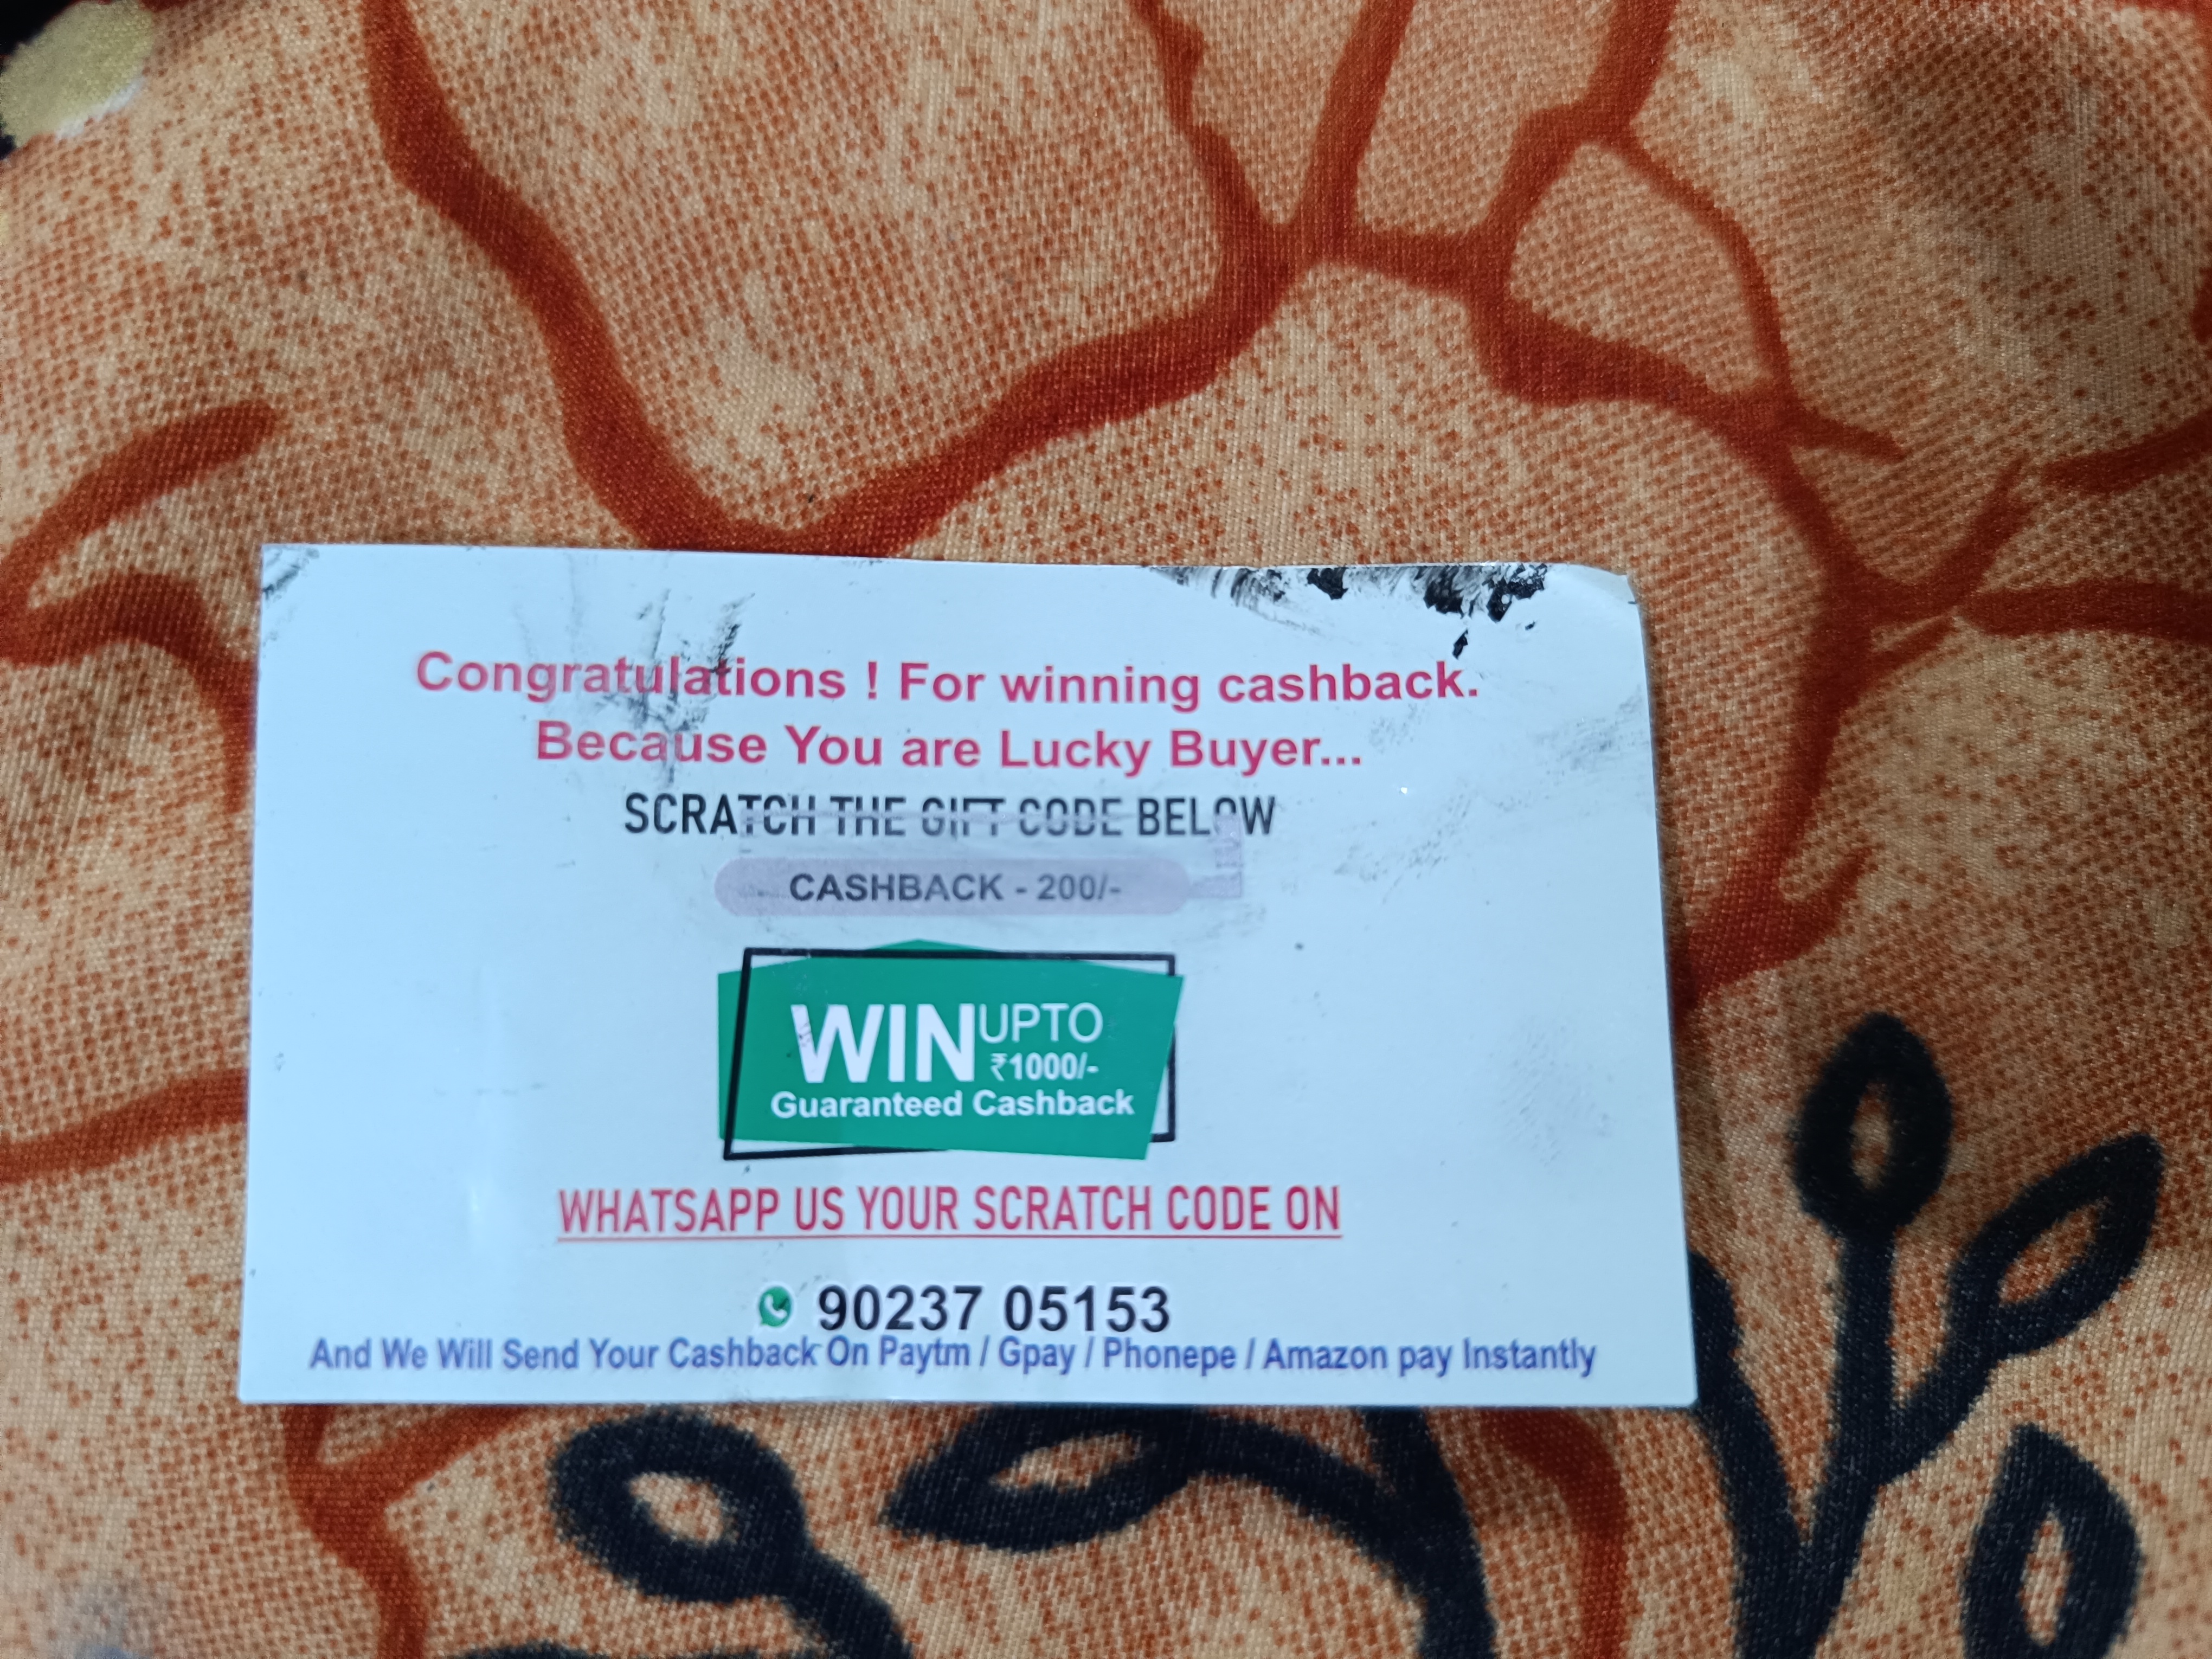 Congratulations ! For winning cashback.
Because You are Lucky Buyer...
SCRATCH THE GIFT CODE BELOW
CASHBACK - 200/-
WIN UPTO
₹1000/-
Guaranteed Cashback
WHATSAPP US YOUR SCRATCH CODE ON
90237 05153
And We Will Send Your Cashback On Paytm / Gpay / Phonepe / Amazon pay Instantly